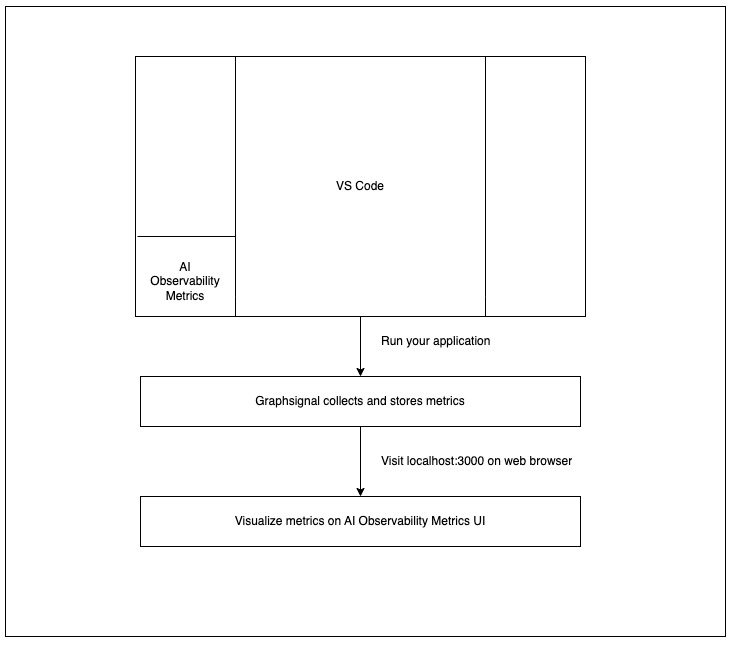 VS Code
AI
Observability
Metrics
Run your application
Graphsignal collects and stores metrics
Visit localhost:3000 on web browser
Visualize metrics on AI Observability Metrics UI